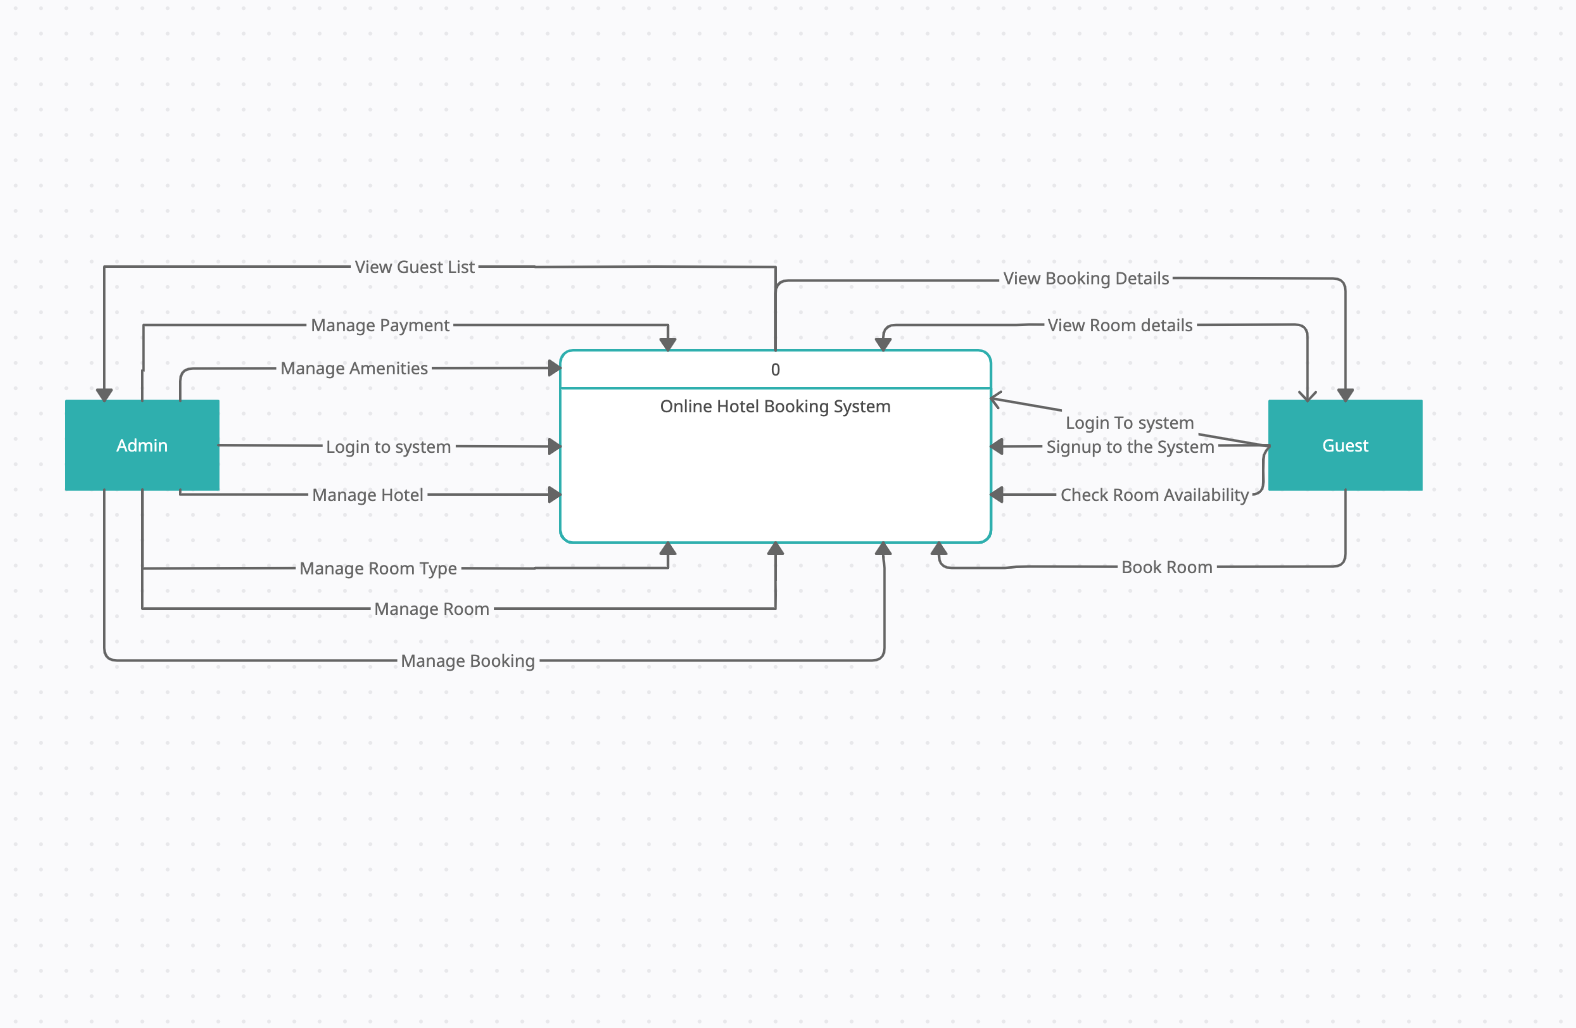 View Guest List
View Booking Details
Manage Payment
View Room details
Manage Amenities
0
Online Hotel Booking System
Login To system
Admin
Login to system
Signup to the System
Guest
Manage Hotel
Check Room Availability
Manage Room Type
Book Room
Manage Room
Manage Booking